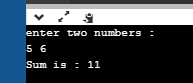 enter two numbers :
5 6
Sum is : 11